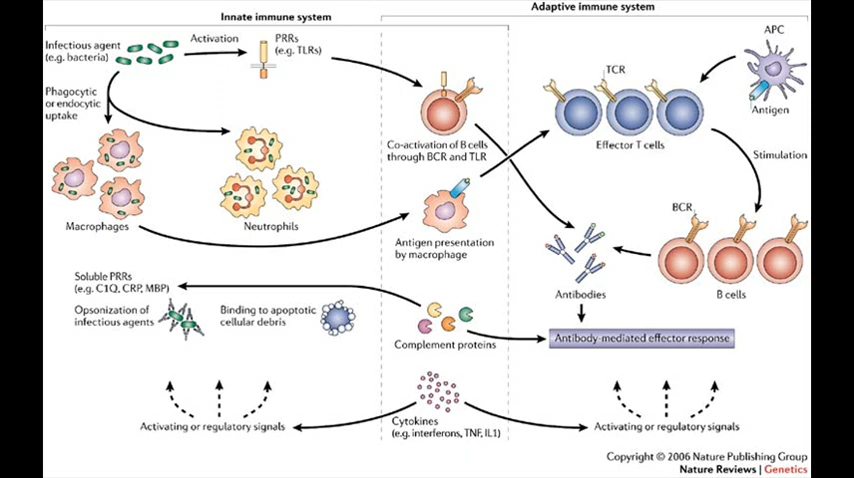 Innate immune system
Adaptive immune system
Infectious agent
(e.g. bacteria)
Activation
PRRs
(e.g. TLRs)
Phagocytic
or endocytic
uptake
Macrophages
Neutrophils
Co-activation of B cells
through BCR and TLR
Antigen presentation
by macrophage
TCR
Effector T cells
APC
Antigen
Stimulation
BCR
B cells
Antibodies
Antibody-mediated effector response
Soluble PRRs
(e.g. C1Q, CRP, MBP)
Opsonization of
infectious agents
Binding to apoptotic
cellular debris
Complement proteins
Cytokines
(e.g. interferons, TNF, IL1)
Activating or regulatory signals
Activating or regulatory signals
Copyright © 2006 Nature Publishing Group
Nature Reviews | Genetics